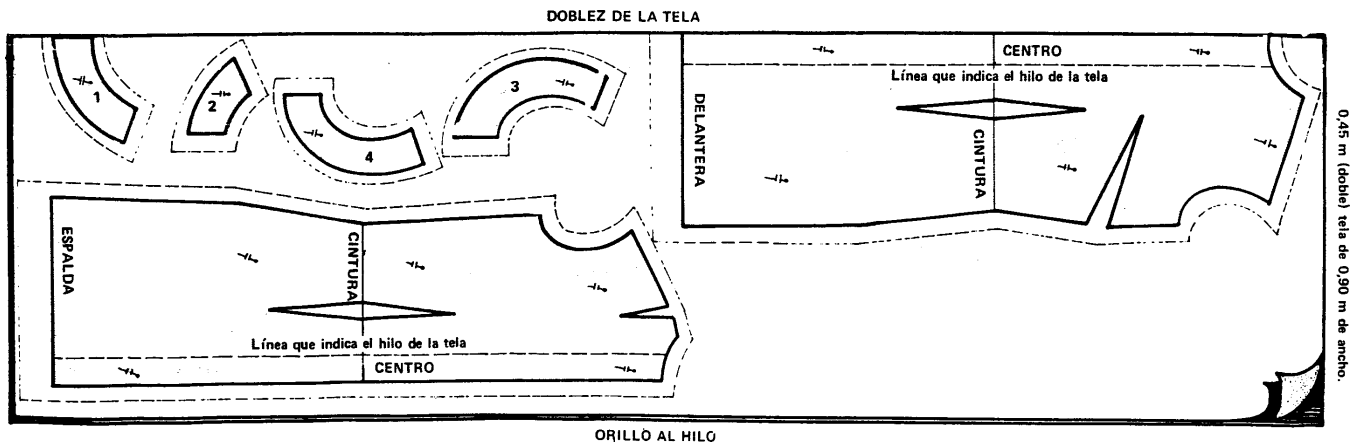 DOBLEZ DE LA TELA
1
2
3
4
CENTRO
Línea que indica el hilo de la tela
DELANTERA
CINTURA
ESPALDA
CINTURA
Línea que indica el hilo de la tela
CENTRO
0,45 m (doble) tela de 0,90 m de ancho.
ORILLO AL HILO